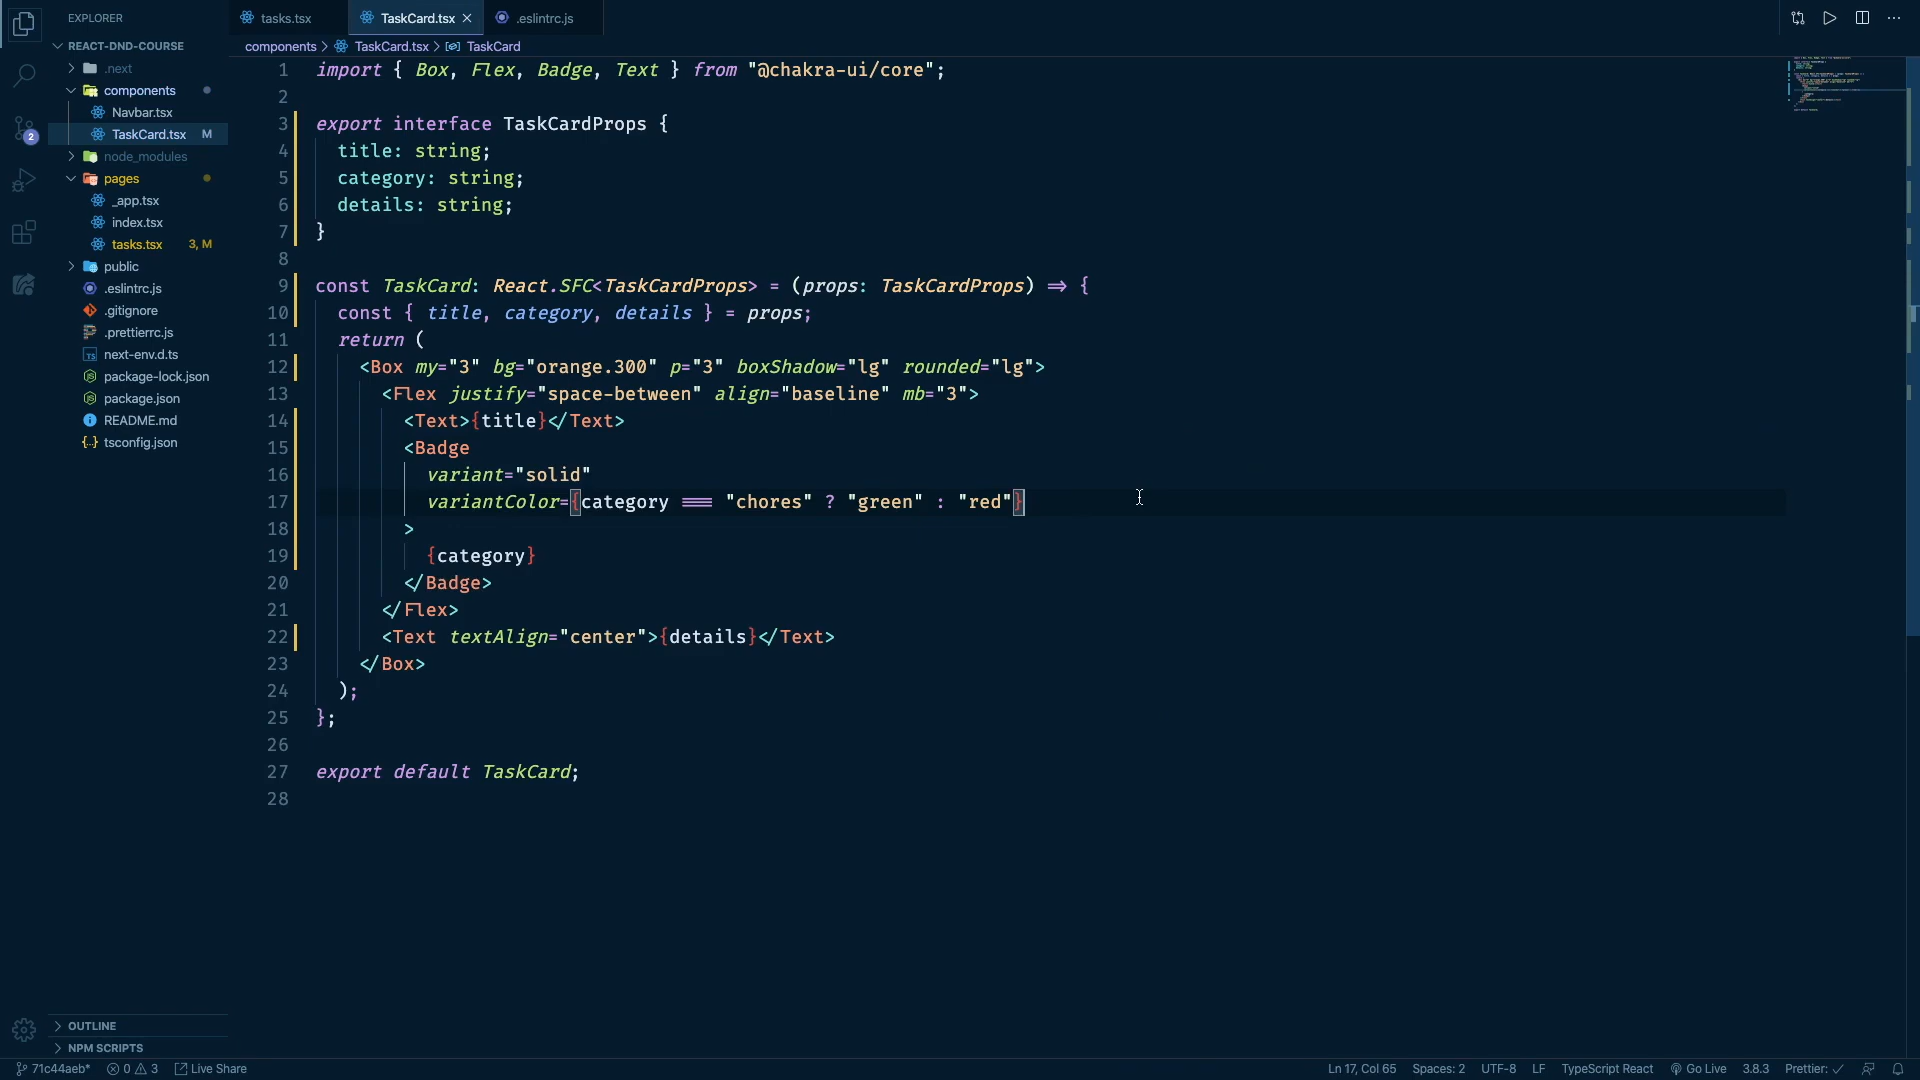 EXPLORER
REACT-DND-COURSE
.next
components
Navbar.tsx
TaskCard.tsx M
node_modules
pages
_app.tsx
index.tsx
tasks.tsx 3, M
public
.eslintrc.js
.gitignore
.prettierrc.js
next-env.d.ts
package-lock.json
package.json
README.md
tsconfig.json
OUTLINE
NPM SCRIPTS
2
tasks.tsx TaskCard.tsx .eslintrc.js
components > TaskCard.tsx > TaskCard
1 import { Box, Flex, Badge, Text } from "@chakra-ui/core";
2
3 export interface TaskCardProps {
4 title: string;
5 category: string;
6 details: string;
7 }
8
9 const TaskCard: React.SFC<TaskCardProps> = (props: TaskCardProps) => {
10 const { title, category, details } = props;
11 return (
12 <Box my="3" bg="orange.300" p="3" boxShadow="lg" rounded="lg">
13 <Flex justify="space-between" align="baseline" mb="3">
14 <Text>{title}</Text>
15 <Badge
16 variant="solid"
17 variantColor={category === "chores" ? "green" : "red"}
18 >
19 {category}
20 </Badge>
21 </Flex>
22 <Text textAlign="center">{details}</Text>
23 </Box>
24 );
25 };
26
27 export default TaskCard;
28
71c44aeb* 0 3 Live Share Ln 17, Col 65 Spaces: 2 UTF-8 LF TypeScript React Go Live 3.8.3 Prettier: ✓